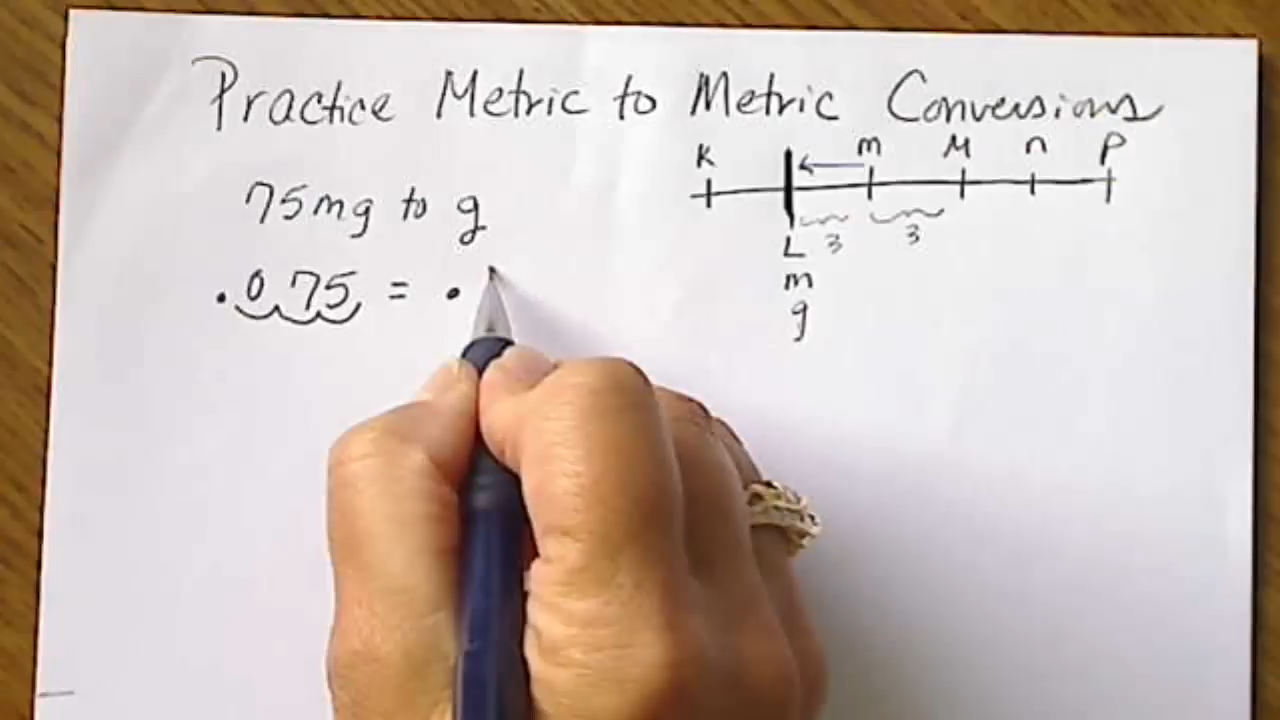 Practice Metric to Metric Conversions
K m μ n P
75mg to g
3 3
L
m
g
.075 = .